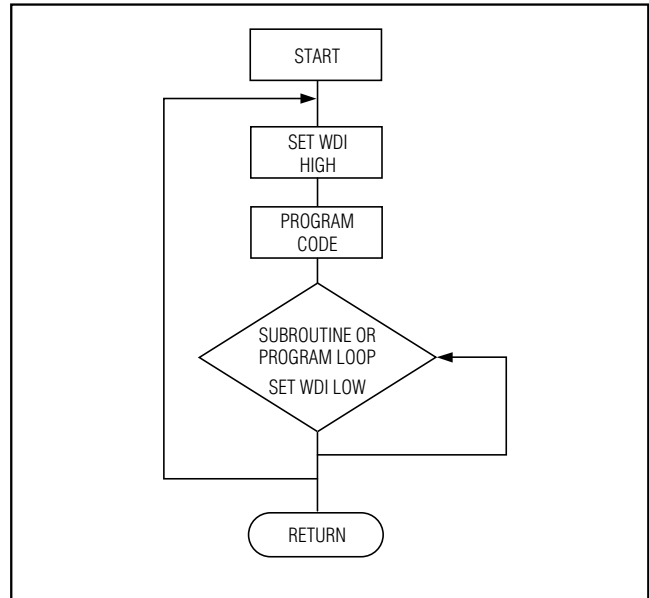 START
SET WDI
HIGH
PROGRAM
CODE
SUBROUTINE OR
PROGRAM LOOP
SET WDI LOW
RETURN